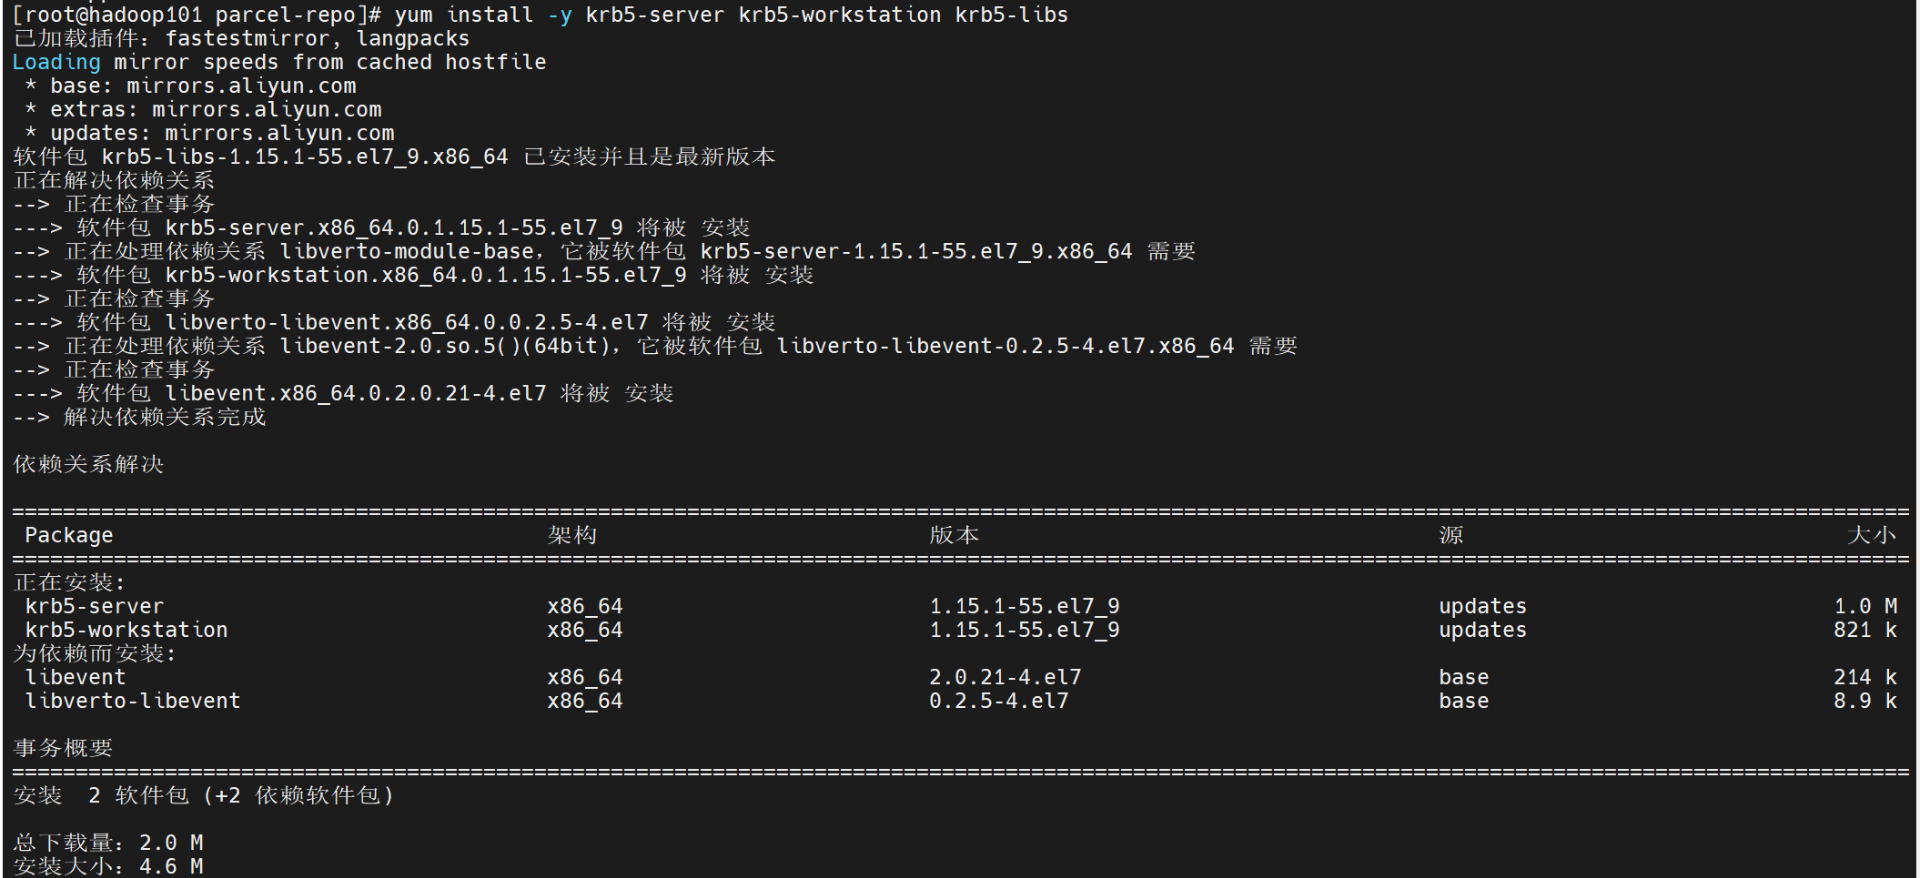 [root@hadoop101 parcel-repo]# yum install -y krb5-server krb5-workstation krb5-libs
已加载插件：fastestmirror, langpacks
Loading mirror speeds from cached hostfile
 * base: mirrors.aliyun.com
 * extras: mirrors.aliyun.com
 * updates: mirrors.aliyun.com
软件包 krb5-libs-1.15.1-55.el7_9.x86_64 已安装并且是最新版本
正在解决依赖关系
--> 正在检查事务
---> 软件包 krb5-server.x86_64.0.1.15.1-55.el7_9 将被 安装
--> 正在处理依赖关系 libverto-module-base，它被软件包 krb5-server-1.15.1-55.el7_9.x86_64 需要
---> 软件包 krb5-workstation.x86_64.0.1.15.1-55.el7_9 将被 安装
--> 正在检查事务
---> 软件包 libverto-libevent.x86_64.0.0.2.5-4.el7 将被 安装
--> 正在处理依赖关系 libevent-2.0.so.5()(64bit)，它被软件包 libverto-libevent-0.2.5-4.el7.x86_64 需要
--> 正在检查事务
---> 软件包 libevent.x86_64.0.2.0.21-4.el7 将被 安装
--> 解决依赖关系完成
依赖关系解决
Package 架构 版本 源 大小
正在安装:
krb5-server x86_64 1.15.1-55.el7_9 updates 1.0 M
krb5-workstation x86_64 1.15.1-55.el7_9 updates 821 k
为依赖而安装:
libevent x86_64 2.0.21-4.el7 base 214 k
libverto-libevent x86_64 0.2.5-4.el7 base 8.9 k
事务概要
安装  2 软件包 (+2 依赖软件包)
总下载量：2.0 M
安装大小：4.6 M